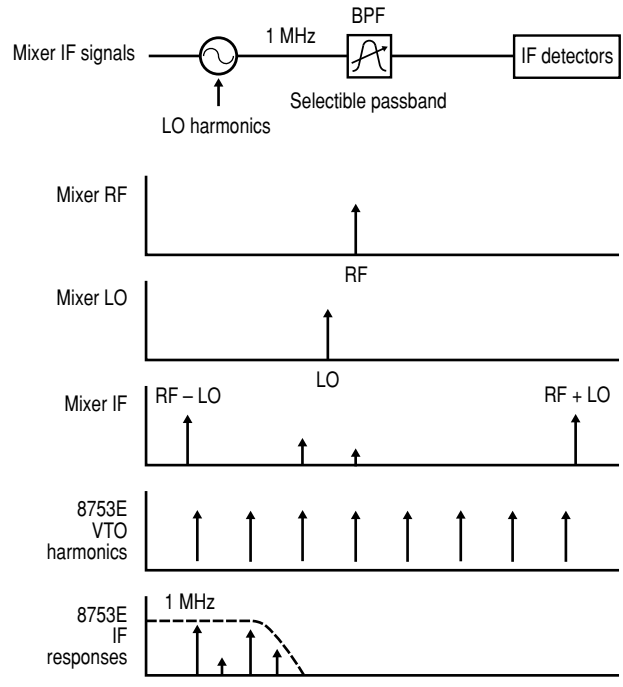 BPF
1 MHz
Mixer IF signals
IF detectors
Selectible passband
LO harmonics
Mixer RF
RF
Mixer LO
LO
Mixer IF
RF – LO
RF + LO
8753E
VTO
harmonics
8753E
IF
responses
1 MHz